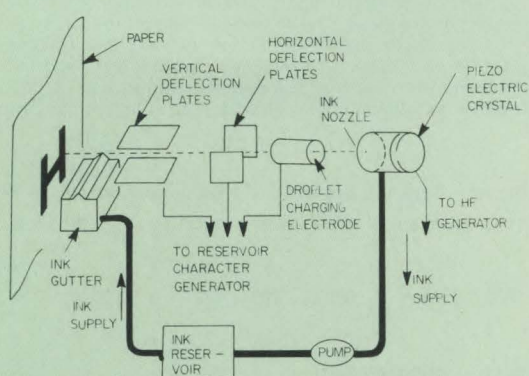 PAPER
VERTICAL
DEFLECTION
PLATES
HORIZONTAL
DEFLECTION
PLATES
INK
NOZZLE
PIEZO
ELECTRIC
CRYSTAL
DROPLET
CHARGING
ELECTRODE
TO HF
GENERATOR
TO RESERVOIR
CHARACTER
GENERATOR
INK
GUTTER
INK
SUPPLY
INK
SUPPLY
INK
RESER –
VOIR
PUMP
H